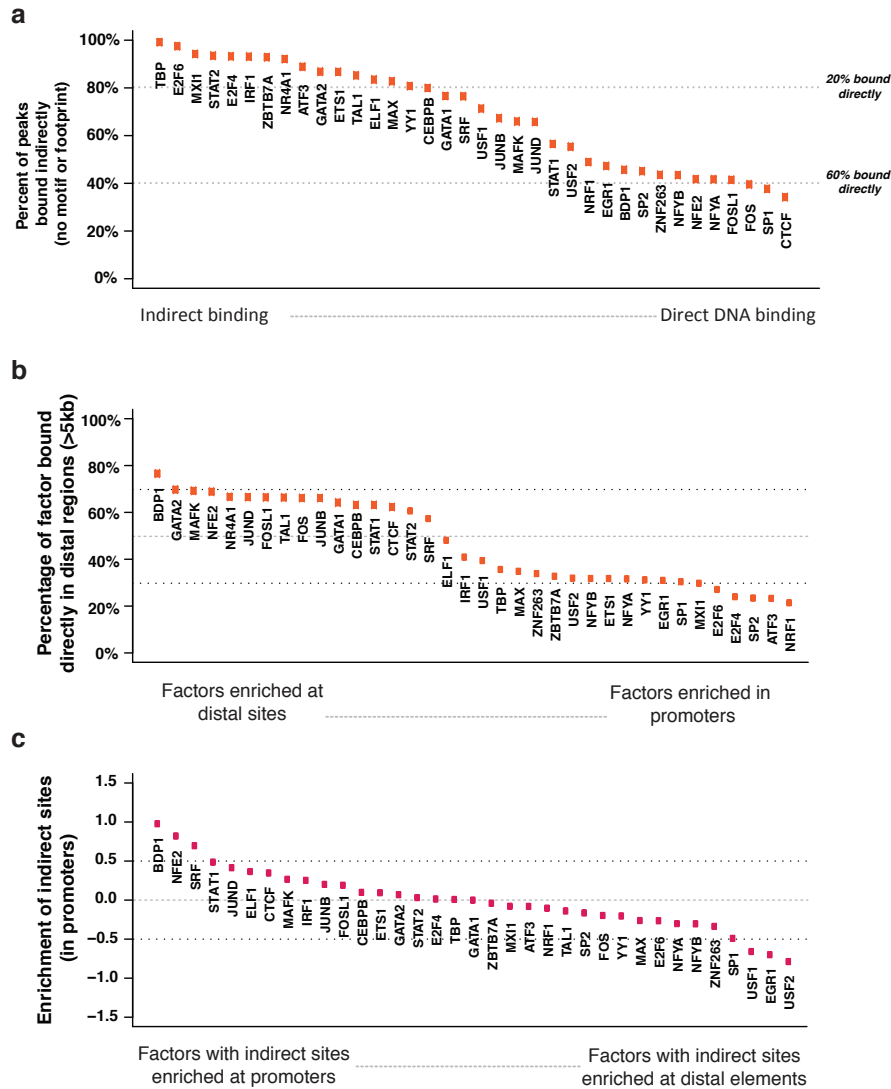 a
Percent of peaks
bound indirectly
(no motif or footprint)
100%
80%
60%
40%
20%
0%
TBP
E2F6
MXI1
STAT2
E2F4
IRF1
ZBTB7A
NR4A1
ATF3
GATA2
ETS1
TAL1
ELF1
MAX
YY1
CEBPB
GATA1
SRF
USF1
JUNB
MAFK
JUND
STAT1
USF2
NRF1
EGR1
BDP1
SP2
ZNF263
NFYB
NFE2
NFYA
FOSL1
FOS
SP1
CTCF
20% bound
directly
60% bound
directly
Indirect binding
Direct DNA binding
b
Percentage of factor bound
directly in distal regions (>5kb)
100%
80%
60%
40%
20%
0%
BDP1
GATA2
MAFK
NFE2
NR4A1
JUND
FOSL1
TAL1
FOS
JUNB
GATA1
CEBPB
STAT1
CTCF
STAT2
SRF
ELF1
IRF1
USF1
TBP
MAX
ZNF263
ZBTB7A
USF2
NFYB
ETS1
NFYA
YY1
EGR1
SP1
MXI1
E2F6
E2F4
SP2
ATF3
NRF1
Factors enriched at
distal sites
Factors enriched in
promoters
c
Enrichment of indirect sites
(in promoters)
1.5
1.0
0.5
0.0
−0.5
−1.0
−1.5
BDP1
NFE2
SRF
STAT1
JUND
ELF1
CTCF
MAFK
IRF1
JUNB
FOSL1
CEBPB
ETS1
GATA2
STAT2
E2F4
TBP
GATA1
ZBTB7A
MXI1
ATF3
NRF1
TAL1
SP2
FOS
YY1
MAX
E2F6
NFYA
NFYB
ZNF263
SP1
USF1
EGR1
USF2
Factors with indirect sites
enriched at promoters
Factors with indirect sites
enriched at distal elements